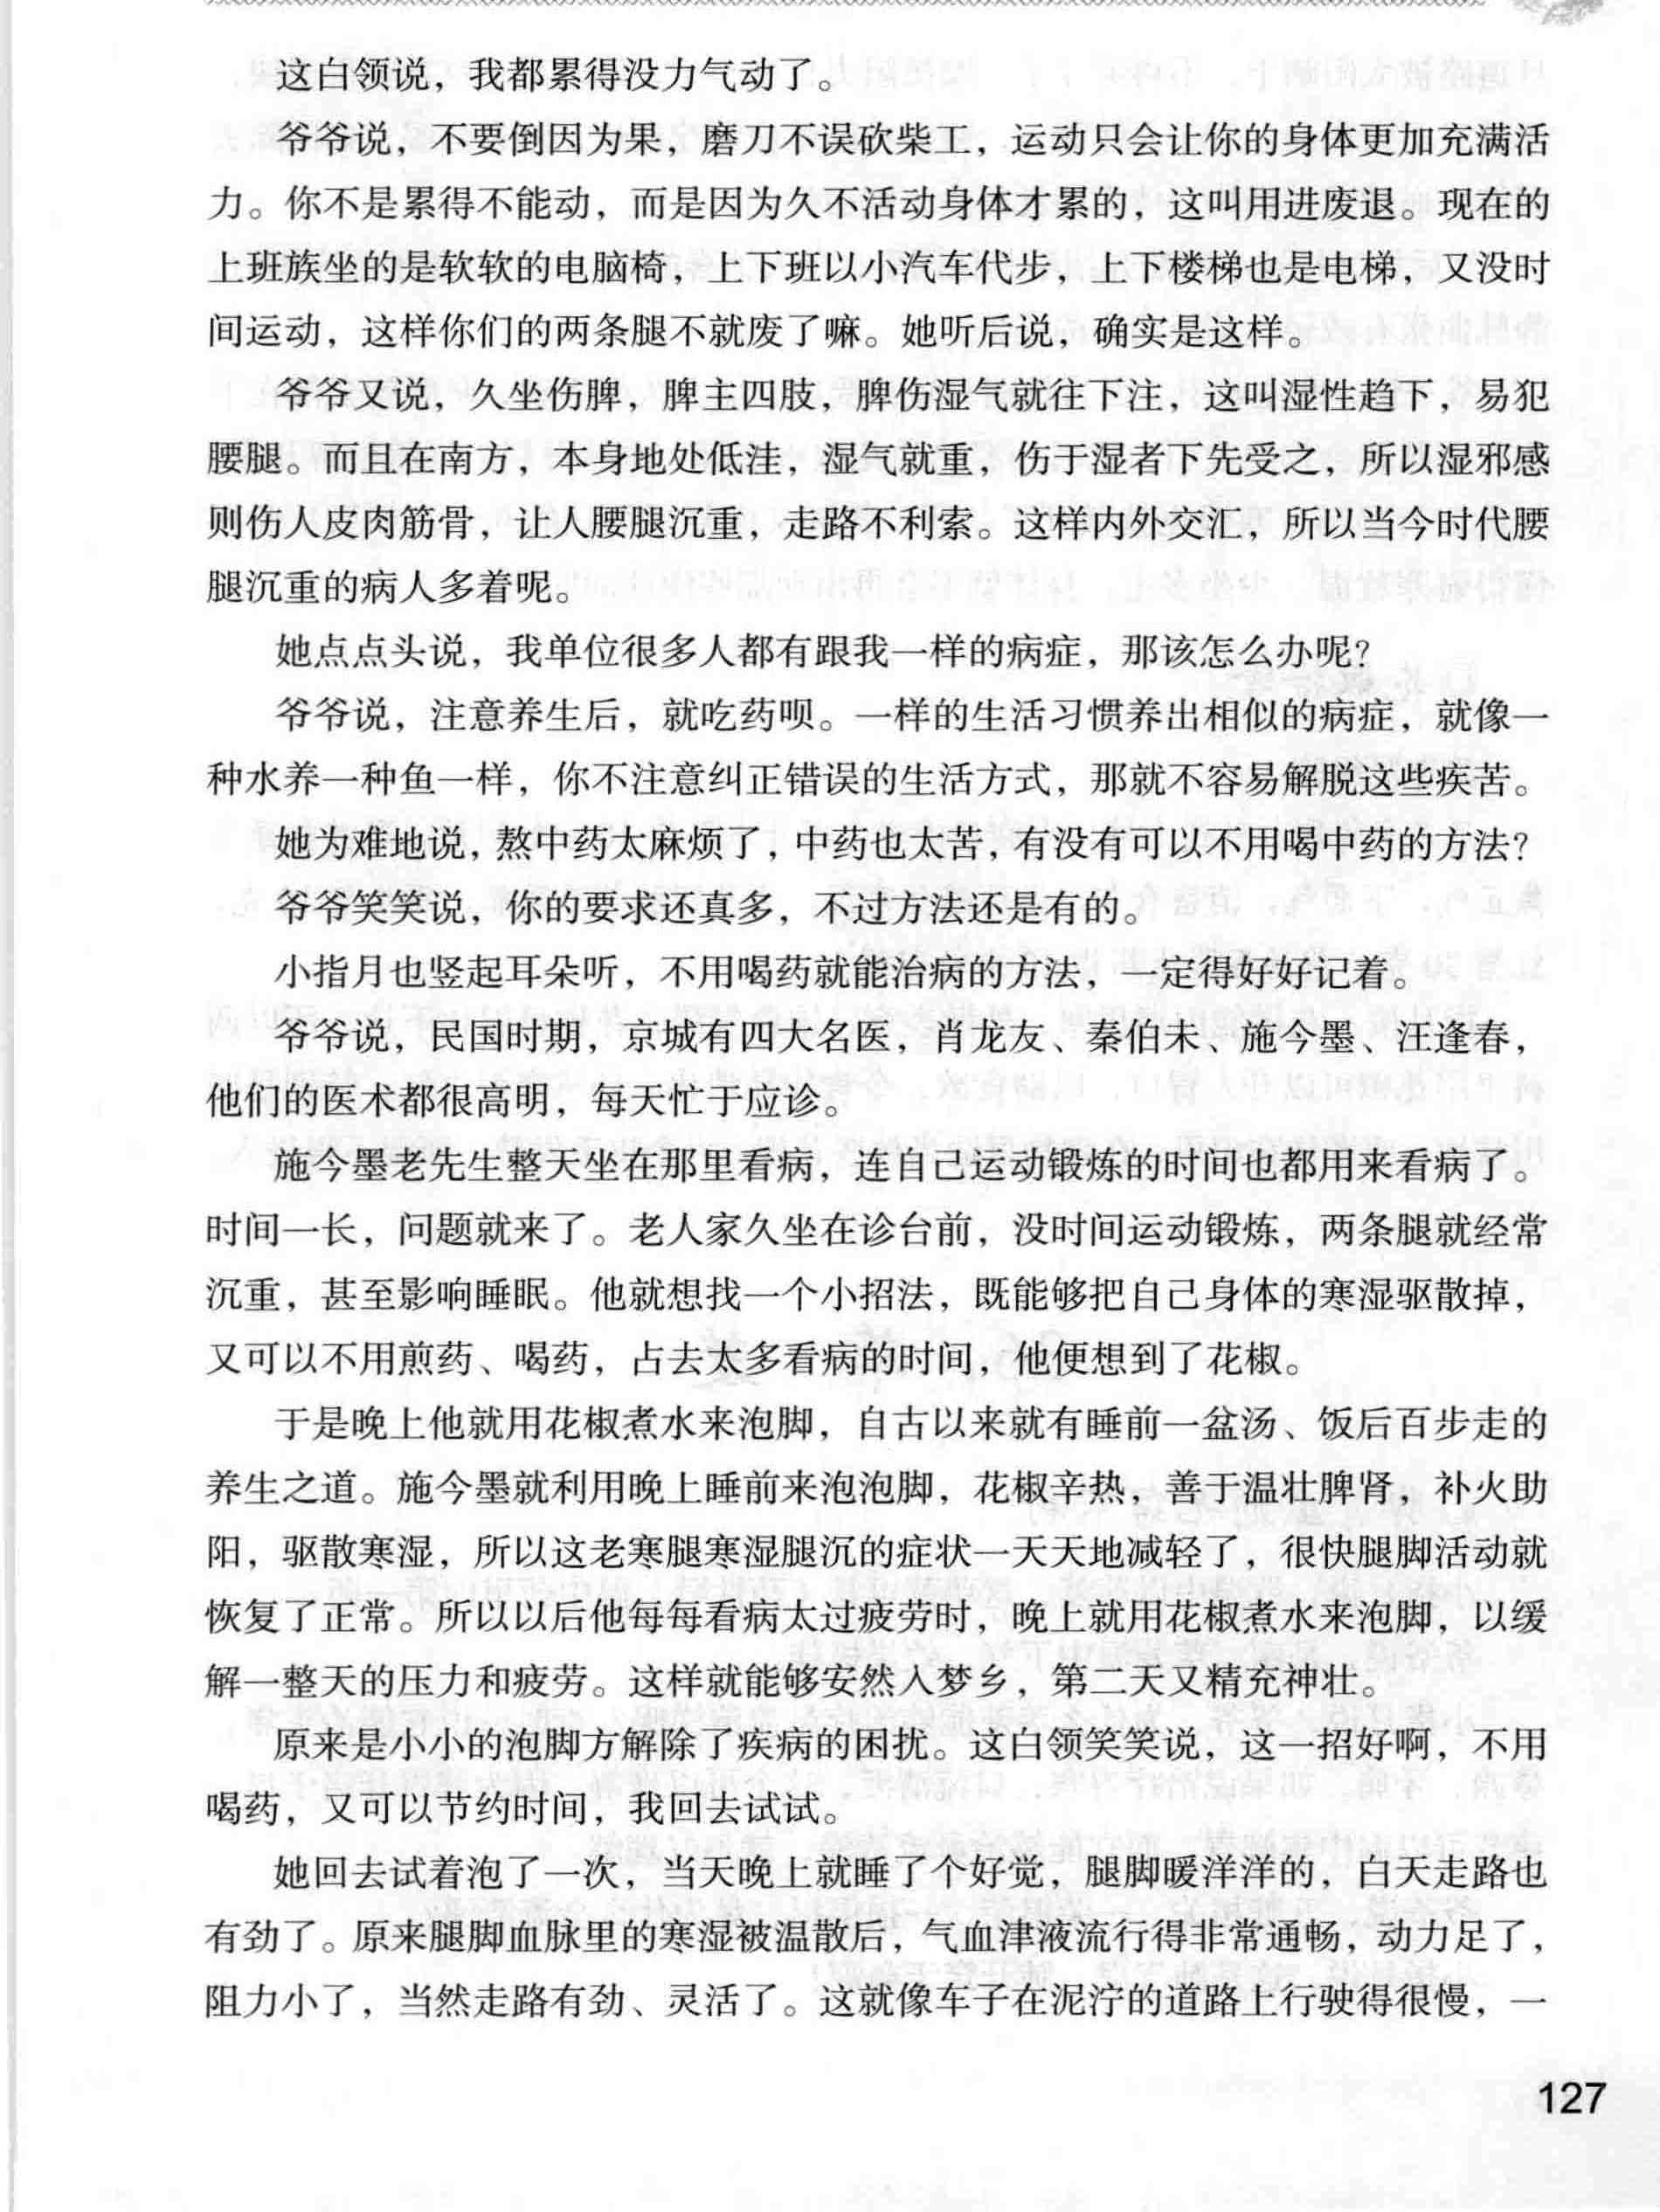 这白领说，我都累得没力气动了。
爷爷说，不要倒因为果，磨刀不误砍柴工，运动只会让你的身体更加充满活
力。你不是累得不能动，而是因为久不活动身体才累的，这叫用进废退。现在的
上班族坐的是软软的电脑椅，上下班以小汽车代步，上下楼梯也是电梯，又没时
间运动，这样你们的两条腿不就废了嘛。她听后说，确实是这样。
爷爷又说，久坐伤脾，脾主四肢，脾伤湿气就往下注，这叫湿性趋下，易犯
腰腿。而且在南方，本身地处低洼，湿气就重，伤于湿者下先受之，所以湿邪感
则伤人皮肉筋骨，让人腰腿沉重，走路不利索。这样内外交汇，所以当今时代腰
腿沉重的病人多着呢。
她点点头说，我单位很多人都有跟我一样的病症，那该怎么办呢？
爷爷说，注意养生后，就吃药呗。一样的生活习惯养出相似的病症，就像一
种水养一种鱼一样，你不注意纠正错误的生活方式，那就不容易解脱这些疾苦。
她为难地说，熬中药太麻烦了，中药也太苦，有没有可以不用喝中药的方法？
爷爷笑笑说，你的要求还真多，不过方法还是有的。
小指月也竖起耳朵听，不用喝药就能治病的方法，一定得好好记着。
爷爷说，民国时期，京城有四大名医，肖龙友、秦伯未、施今墨、汪逢春，
他们的医术都很高明，每天忙于应诊。
施今墨老先生整天坐在那里看病，连自己运动锻炼的时间也都用来看病了。
时间一长，问题就来了。老人家久坐在诊台前，没时间运动锻炼，两条腿就经常
沉重，甚至影响睡眠。他就想找一个小招法，既能够把自己身体的寒湿驱散掉，
又可以不用煎药、喝药，占去太多看病的时间，他便想到了花椒。
于是晚上他就用花椒煮水来泡脚，自古以来就有睡前一盆汤、饭后百步走的
养生之道。施今墨就利用晚上睡前来泡泡脚，花椒辛热，善于温壮脾肾，补火助
阳，驱散寒湿，所以这老寒腿寒湿腿沉的症状一天天地减轻了，很快腿脚活动就
恢复了正常。所以以后他每每看病太过疲劳时，晚上就用花椒煮水来泡脚，以缓
解一整天的压力和疲劳。这样就能够安然入梦乡，第二天又精充神壮。
原来是小小的泡脚方解除了疾病的困扰。这白领笑笑说，这一招好啊，不用
喝药，又可以节约时间，我回去试试。
她回去试着泡了一次，当天晚上就睡了个好觉，腿脚暖洋洋的，白天走路也
有劲了。原来腿脚血脉里的寒湿被温散后，气血津液流行得非常通畅，动力足了，
阻力小了，当然走路有劲、灵活了。这就像车子在泥泞的道路上行驶得很慢，一
127